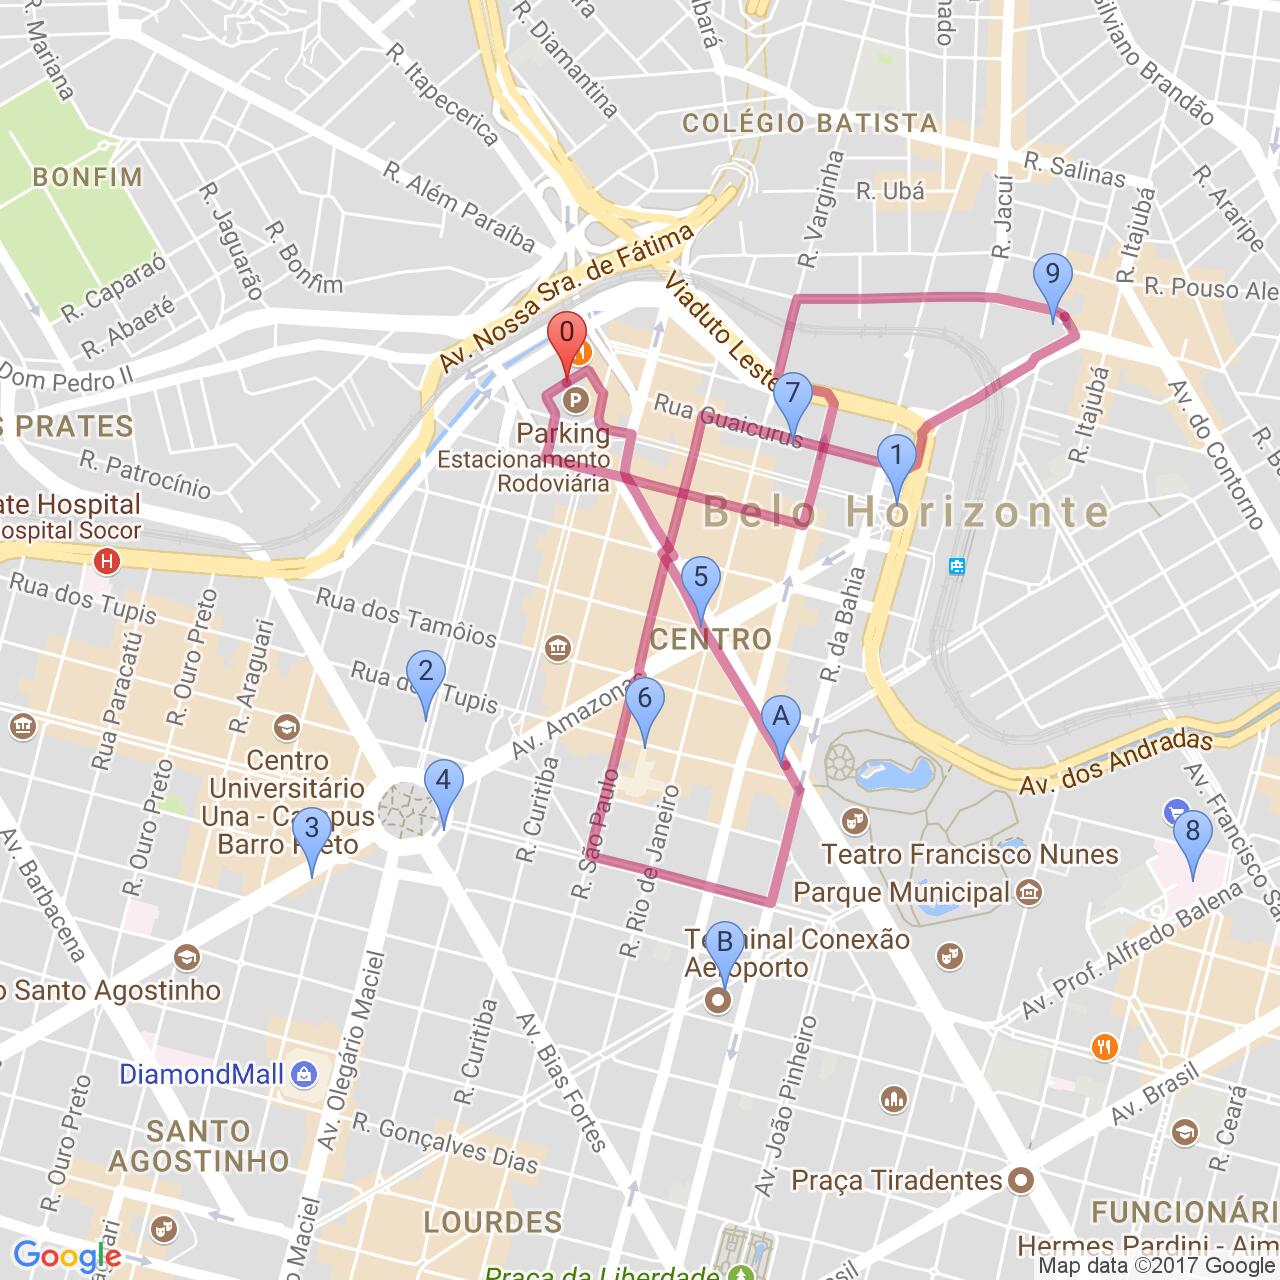 R. Mariana
R. Itapecerica
R. Diamantina
Silviano Brandão
COLÉGIO BATISTA
R. Salinas
BONFIM
R. Além Paraíba
R. Varginha
R. Ubá
R. Jacuí
R. Itajubá
R. Araripe
R. Jaguarão
R. Bonfim
R. Caparaó
R. Abaeté
Av. Nossa Sra. de Fátima
Viaduto Leste
R. Pouso Ale
9
0
Dom Pedro II
7
Rua Guaicurus
P
Parking
Estacionamento
Rodoviária
S PRATES
R. Patrocínio
R. Itajubá
Av. do Contorno
1
ate Hospital
ospital Socor
H
Belo Horizonte
Rua dos Tupis
Rua dos Tamôios
5
CENTRO
R. da Bahia
Rua Paracatú
R. Ouro Preto
R. Araguari
2
Tupis
6
A
Av. Amazonas
Av. dos Andradas
Centro
Universitário
Una - Campus
Barro Preto
4
3
R. Curitiba
R. São Paulo
R. Rio de Janeiro
R. Ouro Preto
Av. Barbacena
Teatro Francisco Nunes
Parque Municipal
8
Av. Francisco Sa
Av. Prof. Alfredo Balena
B
Terminal Conexão
Aeroporto
o Santo Agostinho
Av. Olegário Maciel
R. Curitiba
Av. Bias Fortes
Av. João Pinheiro
DiamondMall
R. Ouro Preto
SANTO
AGOSTINHO
R. Gonçalves Dias
Av. Brasil
R. Ceará
Praça Tiradentes
LOURDES
FUNCIONÁRI
Hermes Pardini - Aim
Praça da Liberdade
Google
Map data ©2017 Google